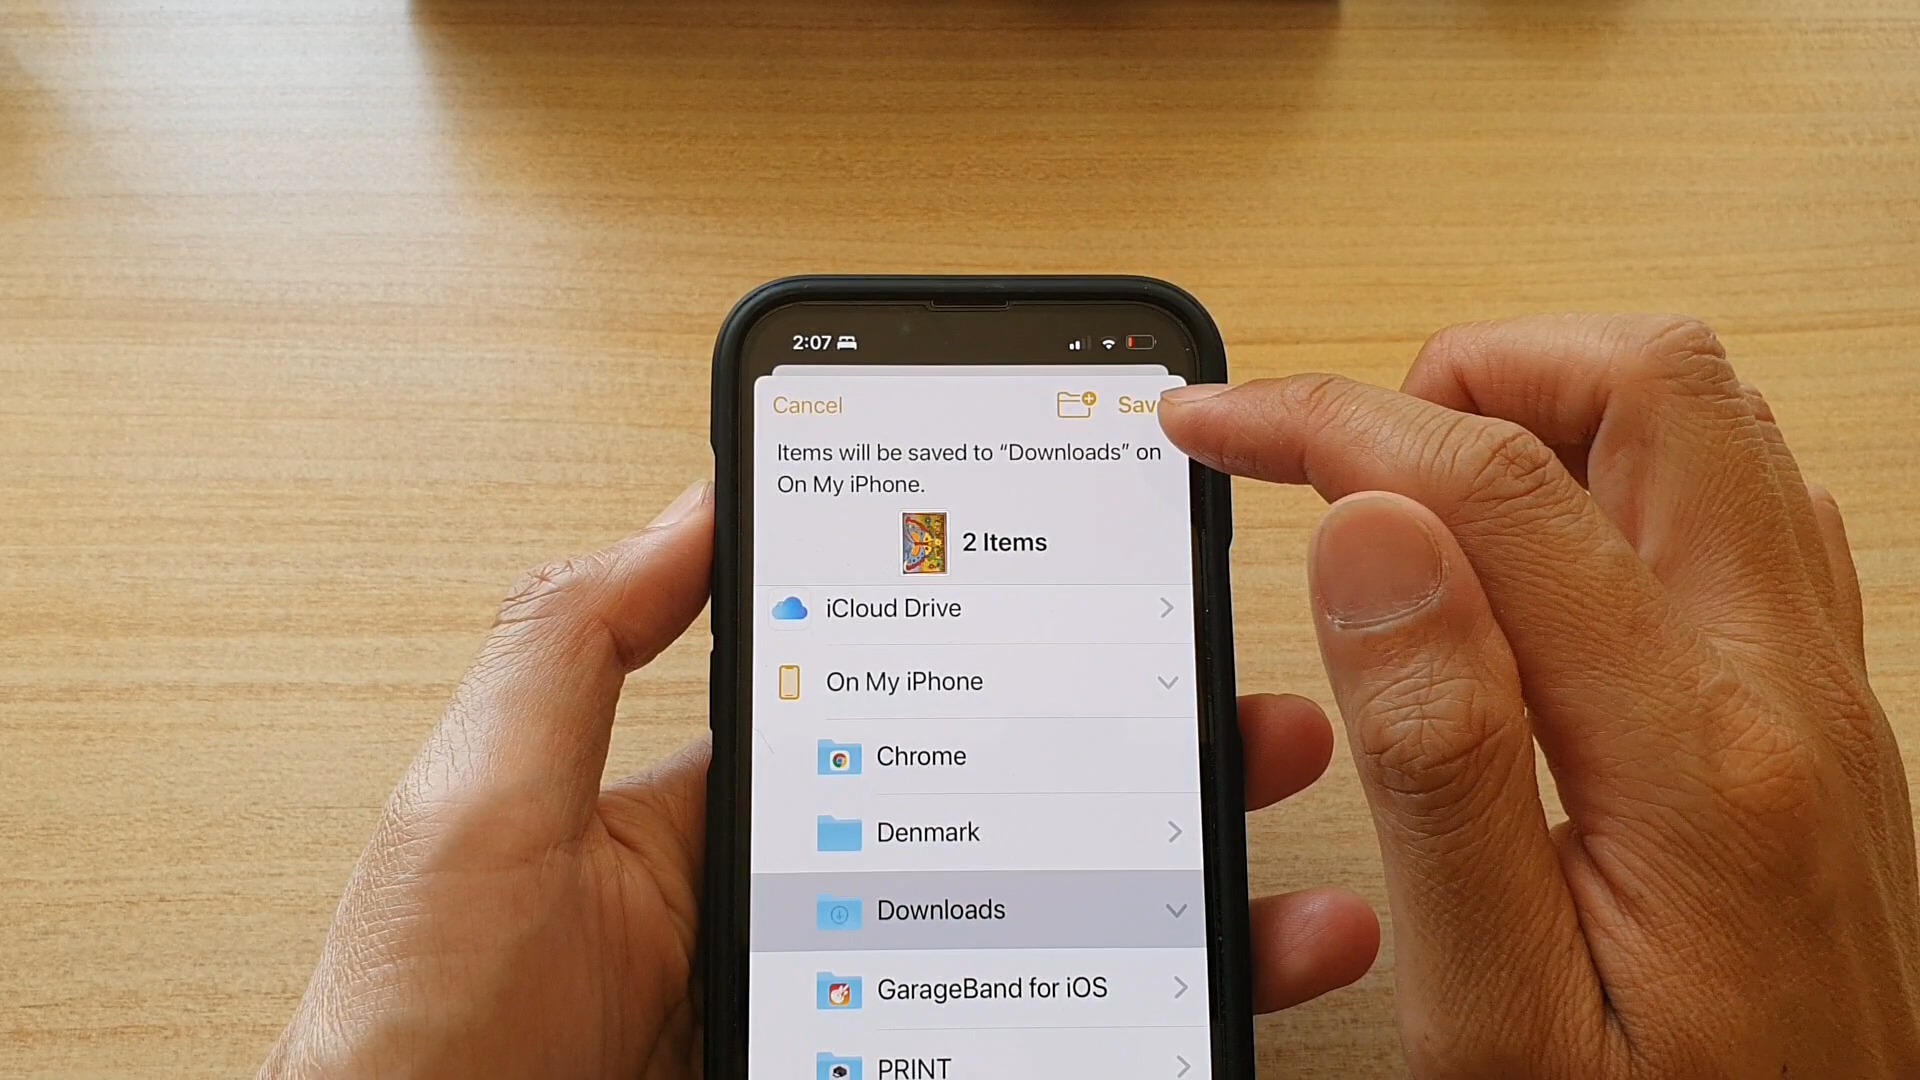 2:07
Cancel
Sav
Items will be saved to “Downloads” on
On My iPhone.
2 Items
iCloud Drive
On My iPhone
Chrome
Denmark
Downloads
GarageBand for iOS
PRINT